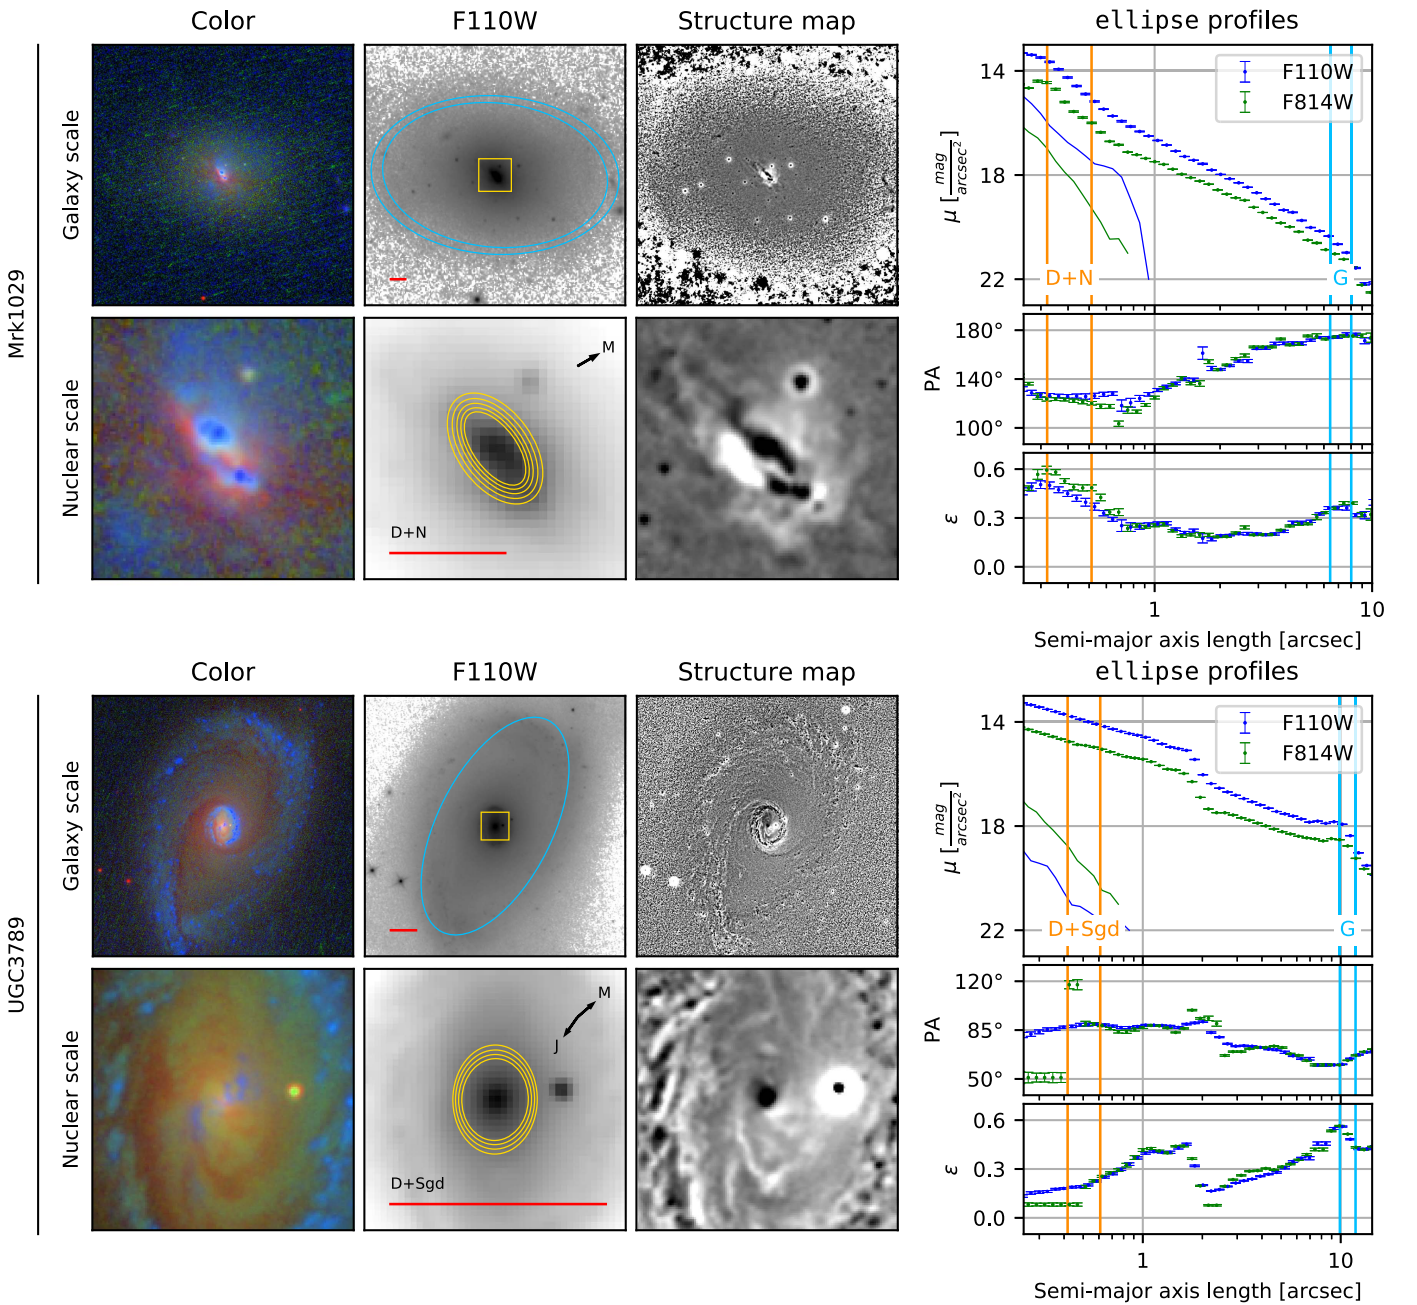 Color F110W Structure map ellipse profiles
Mrk1029
Galaxy scale
14
18
22
μ [mag/arcsec²]
F110W
F814W
D+N G
Nuclear scale
M
D+N
180°
140°
100°
PA
0.6
0.3
0.0
ε
1 10
Semi-major axis length [arcsec]
Color F110W Structure map ellipse profiles
UGC3789
Galaxy scale
14
18
22
μ [mag/arcsec²]
F110W
F814W
D+Sgd G
Nuclear scale
M
J
D+Sgd
120°
85°
50°
PA
0.6
0.3
0.0
ε
1 10
Semi-major axis length [arcsec]